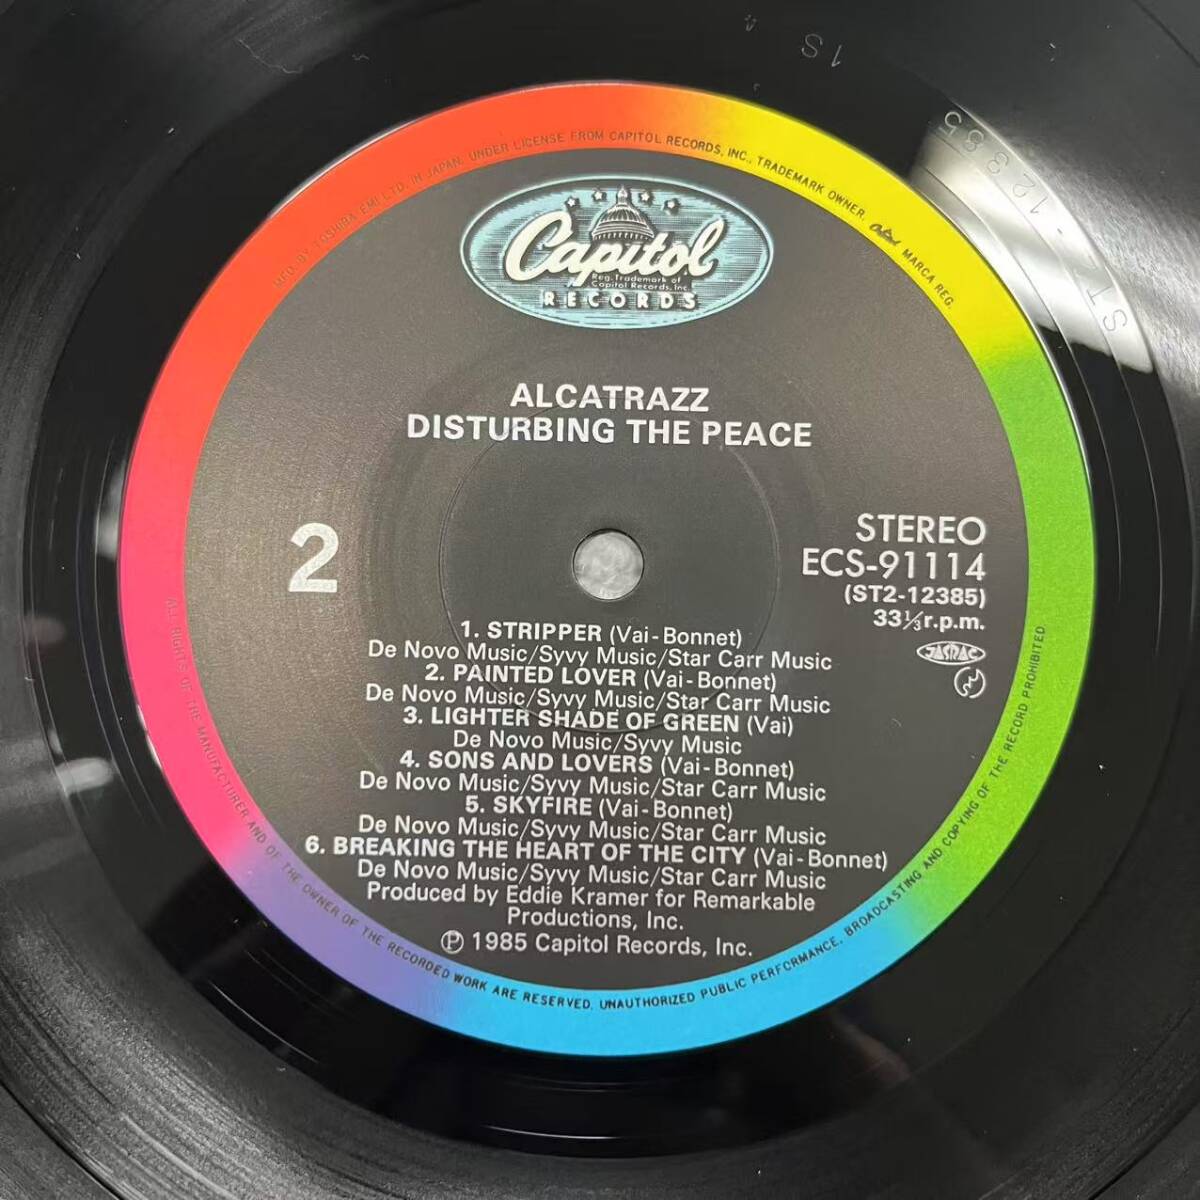 MFD. BY TOSHIBA EMI LTD. IN JAPAN. UNDER LICENSE FROM CAPITOL RECORDS, INC., TRADEMARK OWNER, Capitol MARCA REG.
Capitol
Reg. Trademark of
Capitol Records, Inc.
RECORDS
ALCATRAZZ
DISTURBING THE PEACE
2
STEREO
ECS-91114
(ST2-12385)
33⅓r.p.m.
JASRAC
1. STRIPPER (Vai-Bonnet)
De Novo Music/Syvy Music/Star Carr Music
2. PAINTED LOVER (Vai-Bonnet)
De Novo Music/Syvy Music/Star Carr Music
3. LIGHTER SHADE OF GREEN (Vai)
De Novo Music/Syvy Music
4. SONS AND LOVERS (Vai-Bonnet)
De Novo Music/Syvy Music/Star Carr Music
5. SKYFIRE (Vai-Bonnet)
De Novo Music/Syvy Music/Star Carr Music
6. BREAKING THE HEART OF THE CITY (Vai-Bonnet)
De Novo Music/Syvy Music/Star Carr Music
Produced by Eddie Kramer for Remarkable
Productions, Inc.
Ⓟ 1985 Capitol Records, Inc.
ALL RIGHTS OF THE MANUFACTURER AND OF THE OWNER OF THE RECORDED WORK ARE RESERVED. UNAUTHORIZED PUBLIC PERFORMANCE, BROADCASTING AND COPYING OF THE RECORD PROHIBITED
1S 4